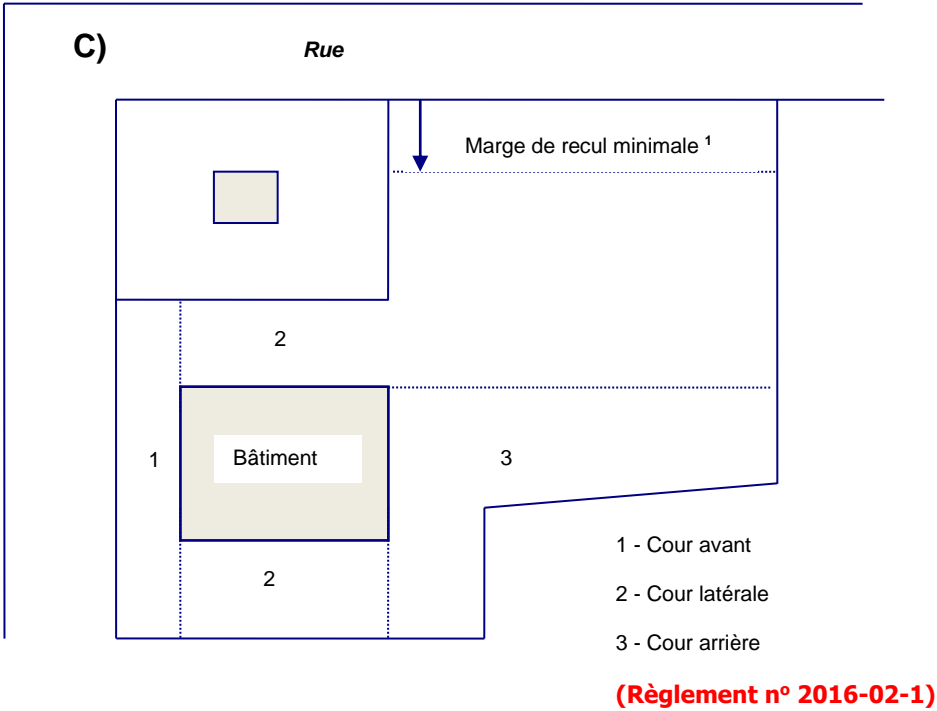 C)
Rue
Marge de recul minimale ¹
2
1
Bâtiment
3
2
1 - Cour avant
2 - Cour latérale
3 - Cour arrière
(Règlement nº 2016-02-1)